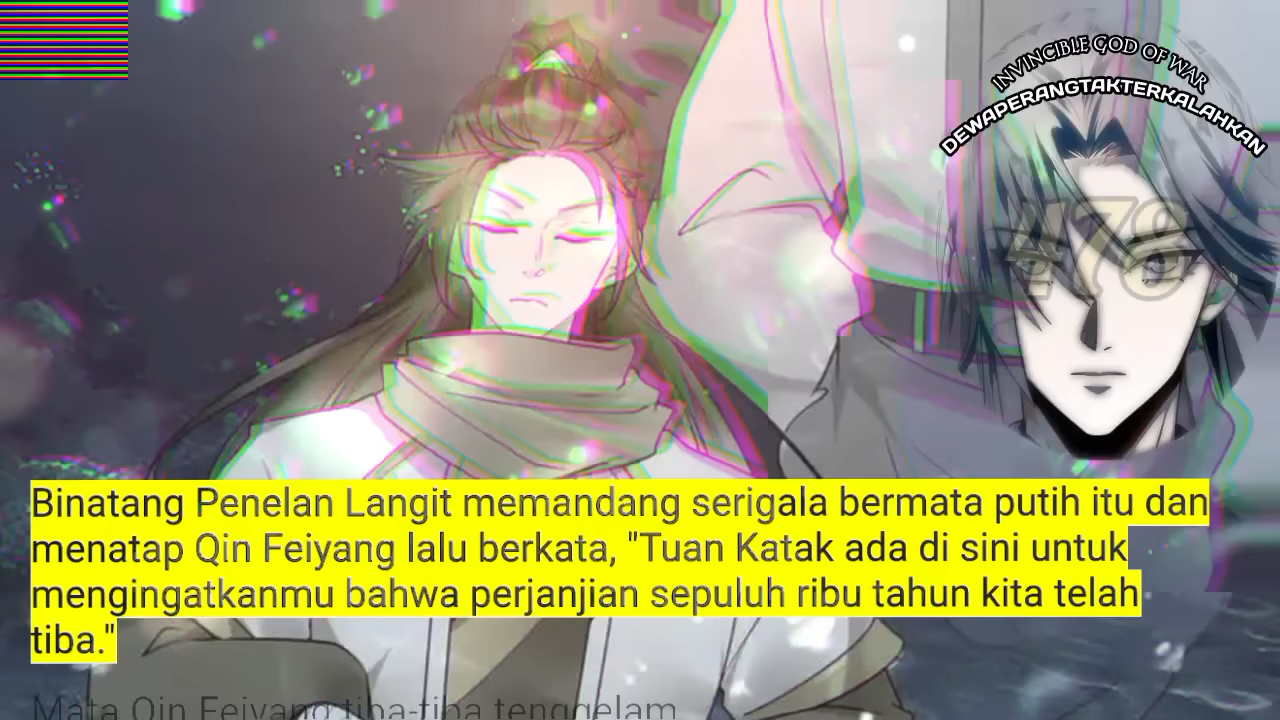 INVINCIBLE GOD OF WAR
DEWAPERANGTAKTERKALAHKAN
478
Binatang Penelan Langit memandang serigala bermata putih itu dan
menatap Qin Feiyang lalu berkata, "Tuan Katak ada di sini untuk
mengingatkanmu bahwa perjanjian sepuluh ribu tahun kita telah
tiba."
Mata Qin Feiyang tiba-tiba tenggelam